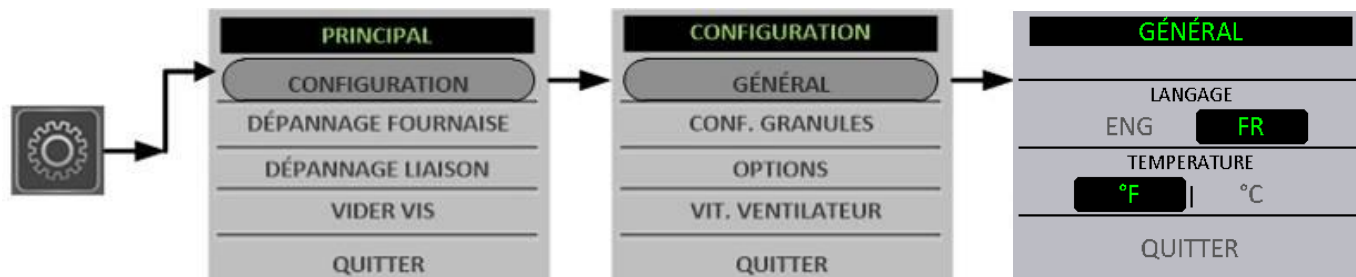 PRINCIPAL
CONFIGURATION
DÉPANNAGE FOURNAISE
DÉPANNAGE LIAISON
VIDER VIS
QUITTER
CONFIGURATION
GÉNÉRAL
CONF. GRANULES
OPTIONS
VIT. VENTILATEUR
QUITTER
GÉNÉRAL
LANGAGE
ENG FR
TEMPERATURE
°F | °C
QUITTER